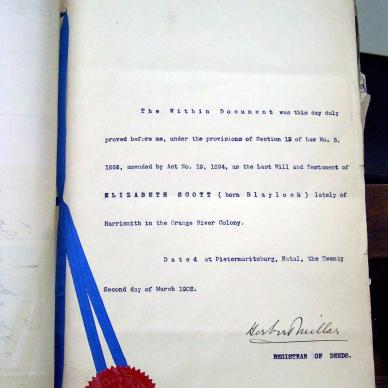 The Within Document was this day duly
proved before me, under the provisions of Section 15 of Law No. 5,
1868, amended by Act No. 19, 1894, as the Last Will and Testament of
ELIZABETH SCOTT (born Blaylock) lately of
Harrismith in the Orange River Colony.
Dated at Pietermaritzburg, Natal, the Twenty
Second day of March 1902.
Herbert Millar
REGISTRAR OF DEEDS.